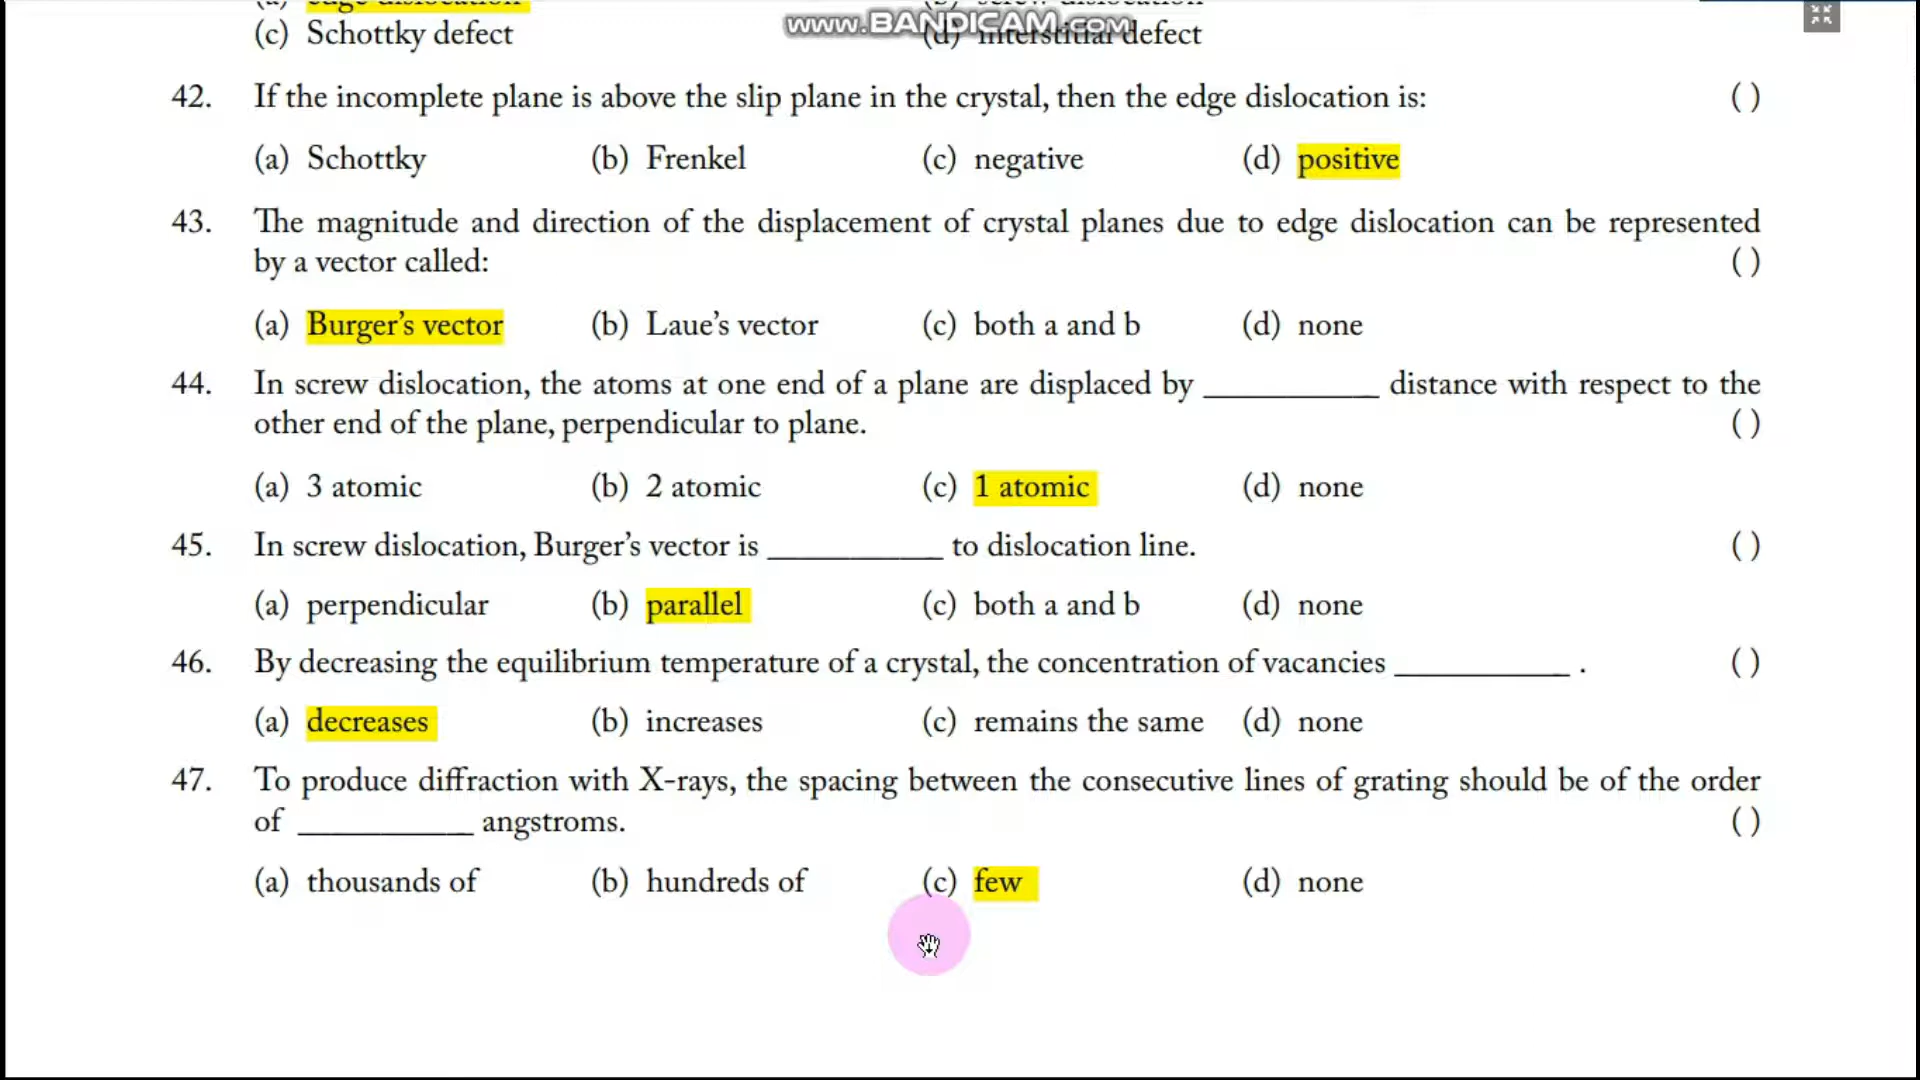 (a) edge dislocation (b) screw dislocation
www.BANDICAM.com
(c) Schottky defect (d) interstitial defect
42. If the incomplete plane is above the slip plane in the crystal, then the edge dislocation is: ( )
(a) Schottky (b) Frenkel (c) negative (d) positive
43. The magnitude and direction of the displacement of crystal planes due to edge dislocation can be represented
by a vector called: ( )
(a) Burger’s vector (b) Laue’s vector (c) both a and b (d) none
44. In screw dislocation, the atoms at one end of a plane are displaced by __________ distance with respect to the
other end of the plane, perpendicular to plane. ( )
(a) 3 atomic (b) 2 atomic (c) 1 atomic (d) none
45. In screw dislocation, Burger’s vector is __________ to dislocation line. ( )
(a) perpendicular (b) parallel (c) both a and b (d) none
46. By decreasing the equilibrium temperature of a crystal, the concentration of vacancies __________ . ( )
(a) decreases (b) increases (c) remains the same (d) none
47. To produce diffraction with X-rays, the spacing between the consecutive lines of grating should be of the order
of __________ angstroms. ( )
(a) thousands of (b) hundreds of (c) few (d) none